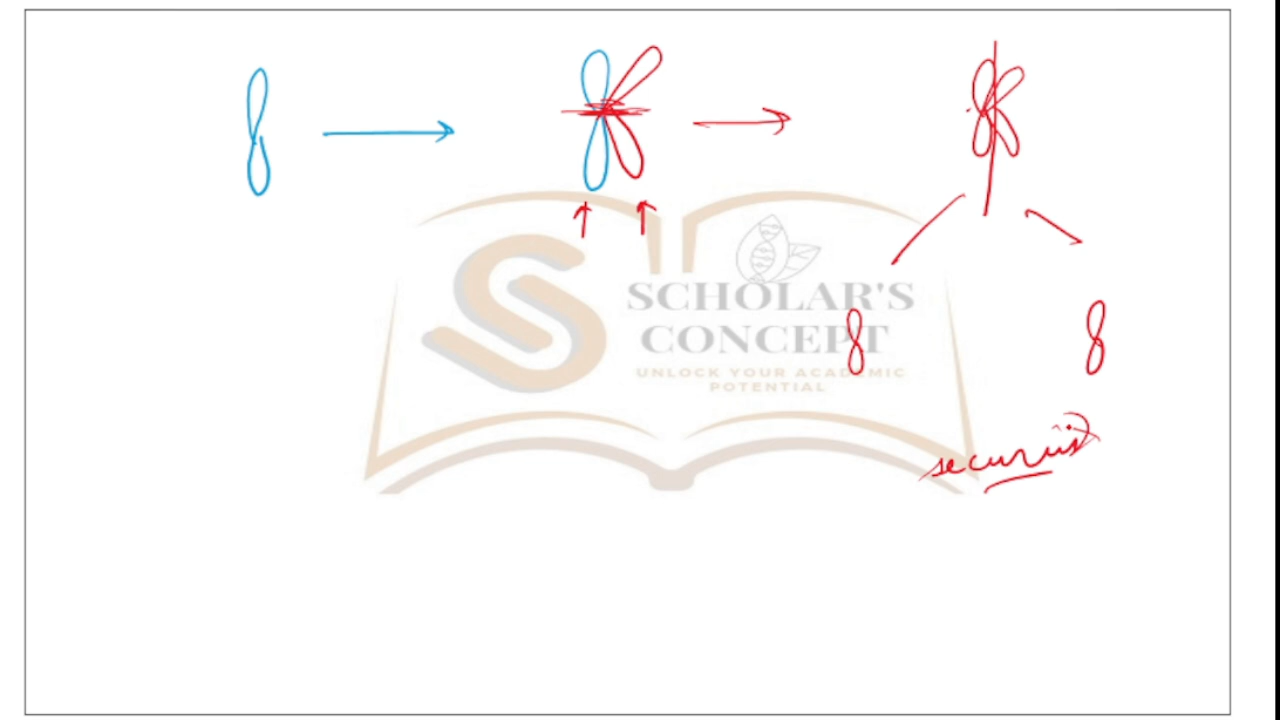 SCHOLAR'S
CONCEPT
UNLOCK YOUR ACADEMIC
POTENTIAL